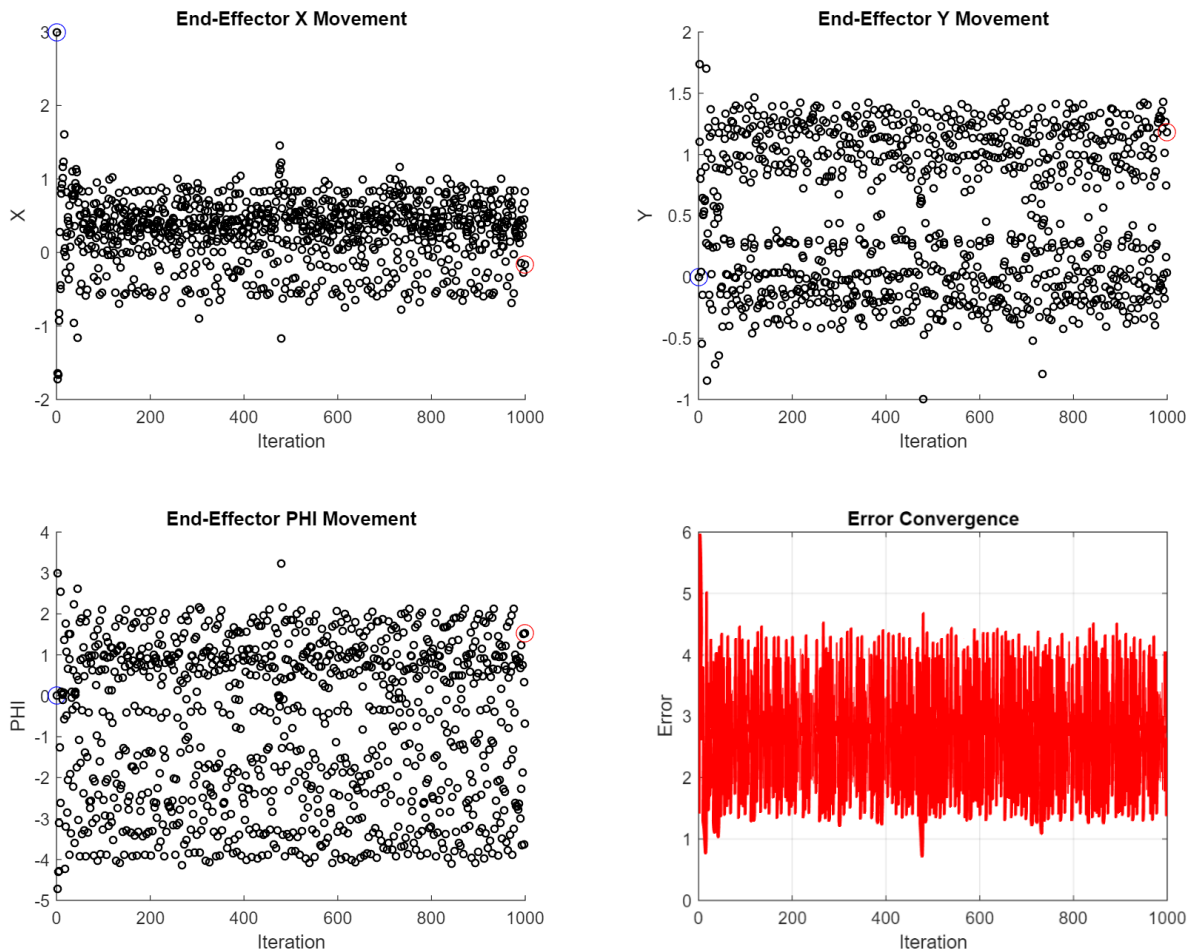 End-Effector X Movement
3
2
1
0
-1
-2
X
0 200 400 600 800 1000
Iteration
End-Effector Y Movement
2
1.5
1
0.5
0
-0.5
-1
Y
0 200 400 600 800 1000
Iteration
End-Effector PHI Movement
4
3
2
1
0
-1
-2
-3
-4
-5
PHI
0 200 400 600 800 1000
Iteration
Error Convergence
6
5
4
3
2
1
0
Error
0 200 400 600 800 1000
Iteration